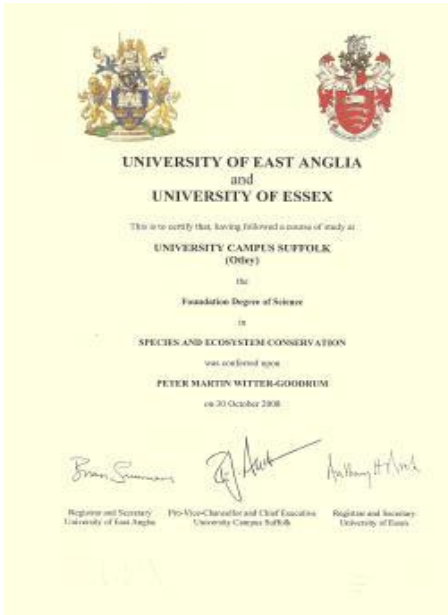 UNIVERSITY OF EAST ANGLIA
and
UNIVERSITY OF ESSEX
This is to certify that, having followed a course of study at
UNIVERSITY CAMPUS SUFFOLK
(Otley)
the
Foundation Degree of Science
in
SPECIES AND ECOSYSTEM CONSERVATION
was conferred upon
PETER MARTIN WITTER-GOODRUM
on 30 October 2008
Registrar and Secretary
University of East Anglia
Pro-Vice-Chancellor and Chief Executive
University Campus Suffolk
Registrar and Secretary
University of Essex